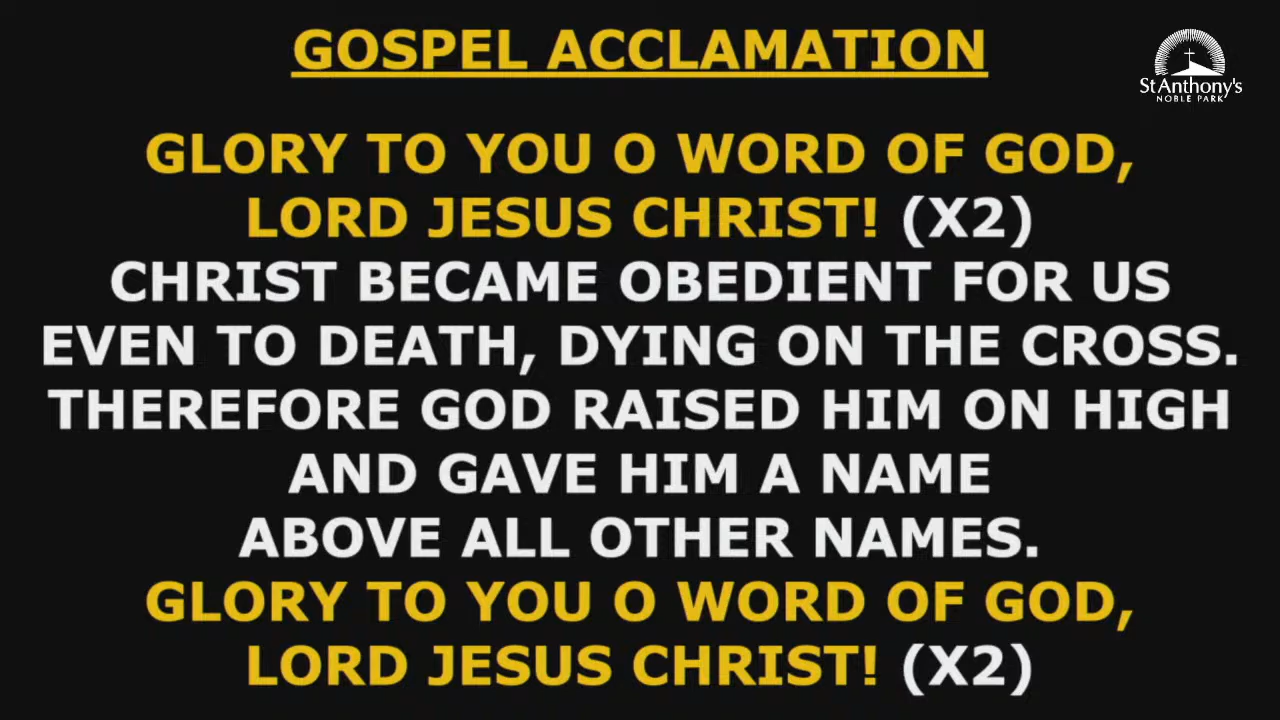 GOSPEL ACCLAMATION
St Anthony's
NOBLE PARK
GLORY TO YOU O WORD OF GOD,
LORD JESUS CHRIST! (X2)
CHRIST BECAME OBEDIENT FOR US
EVEN TO DEATH, DYING ON THE CROSS.
THEREFORE GOD RAISED HIM ON HIGH
AND GAVE HIM A NAME
ABOVE ALL OTHER NAMES.
GLORY TO YOU O WORD OF GOD,
LORD JESUS CHRIST! (X2)